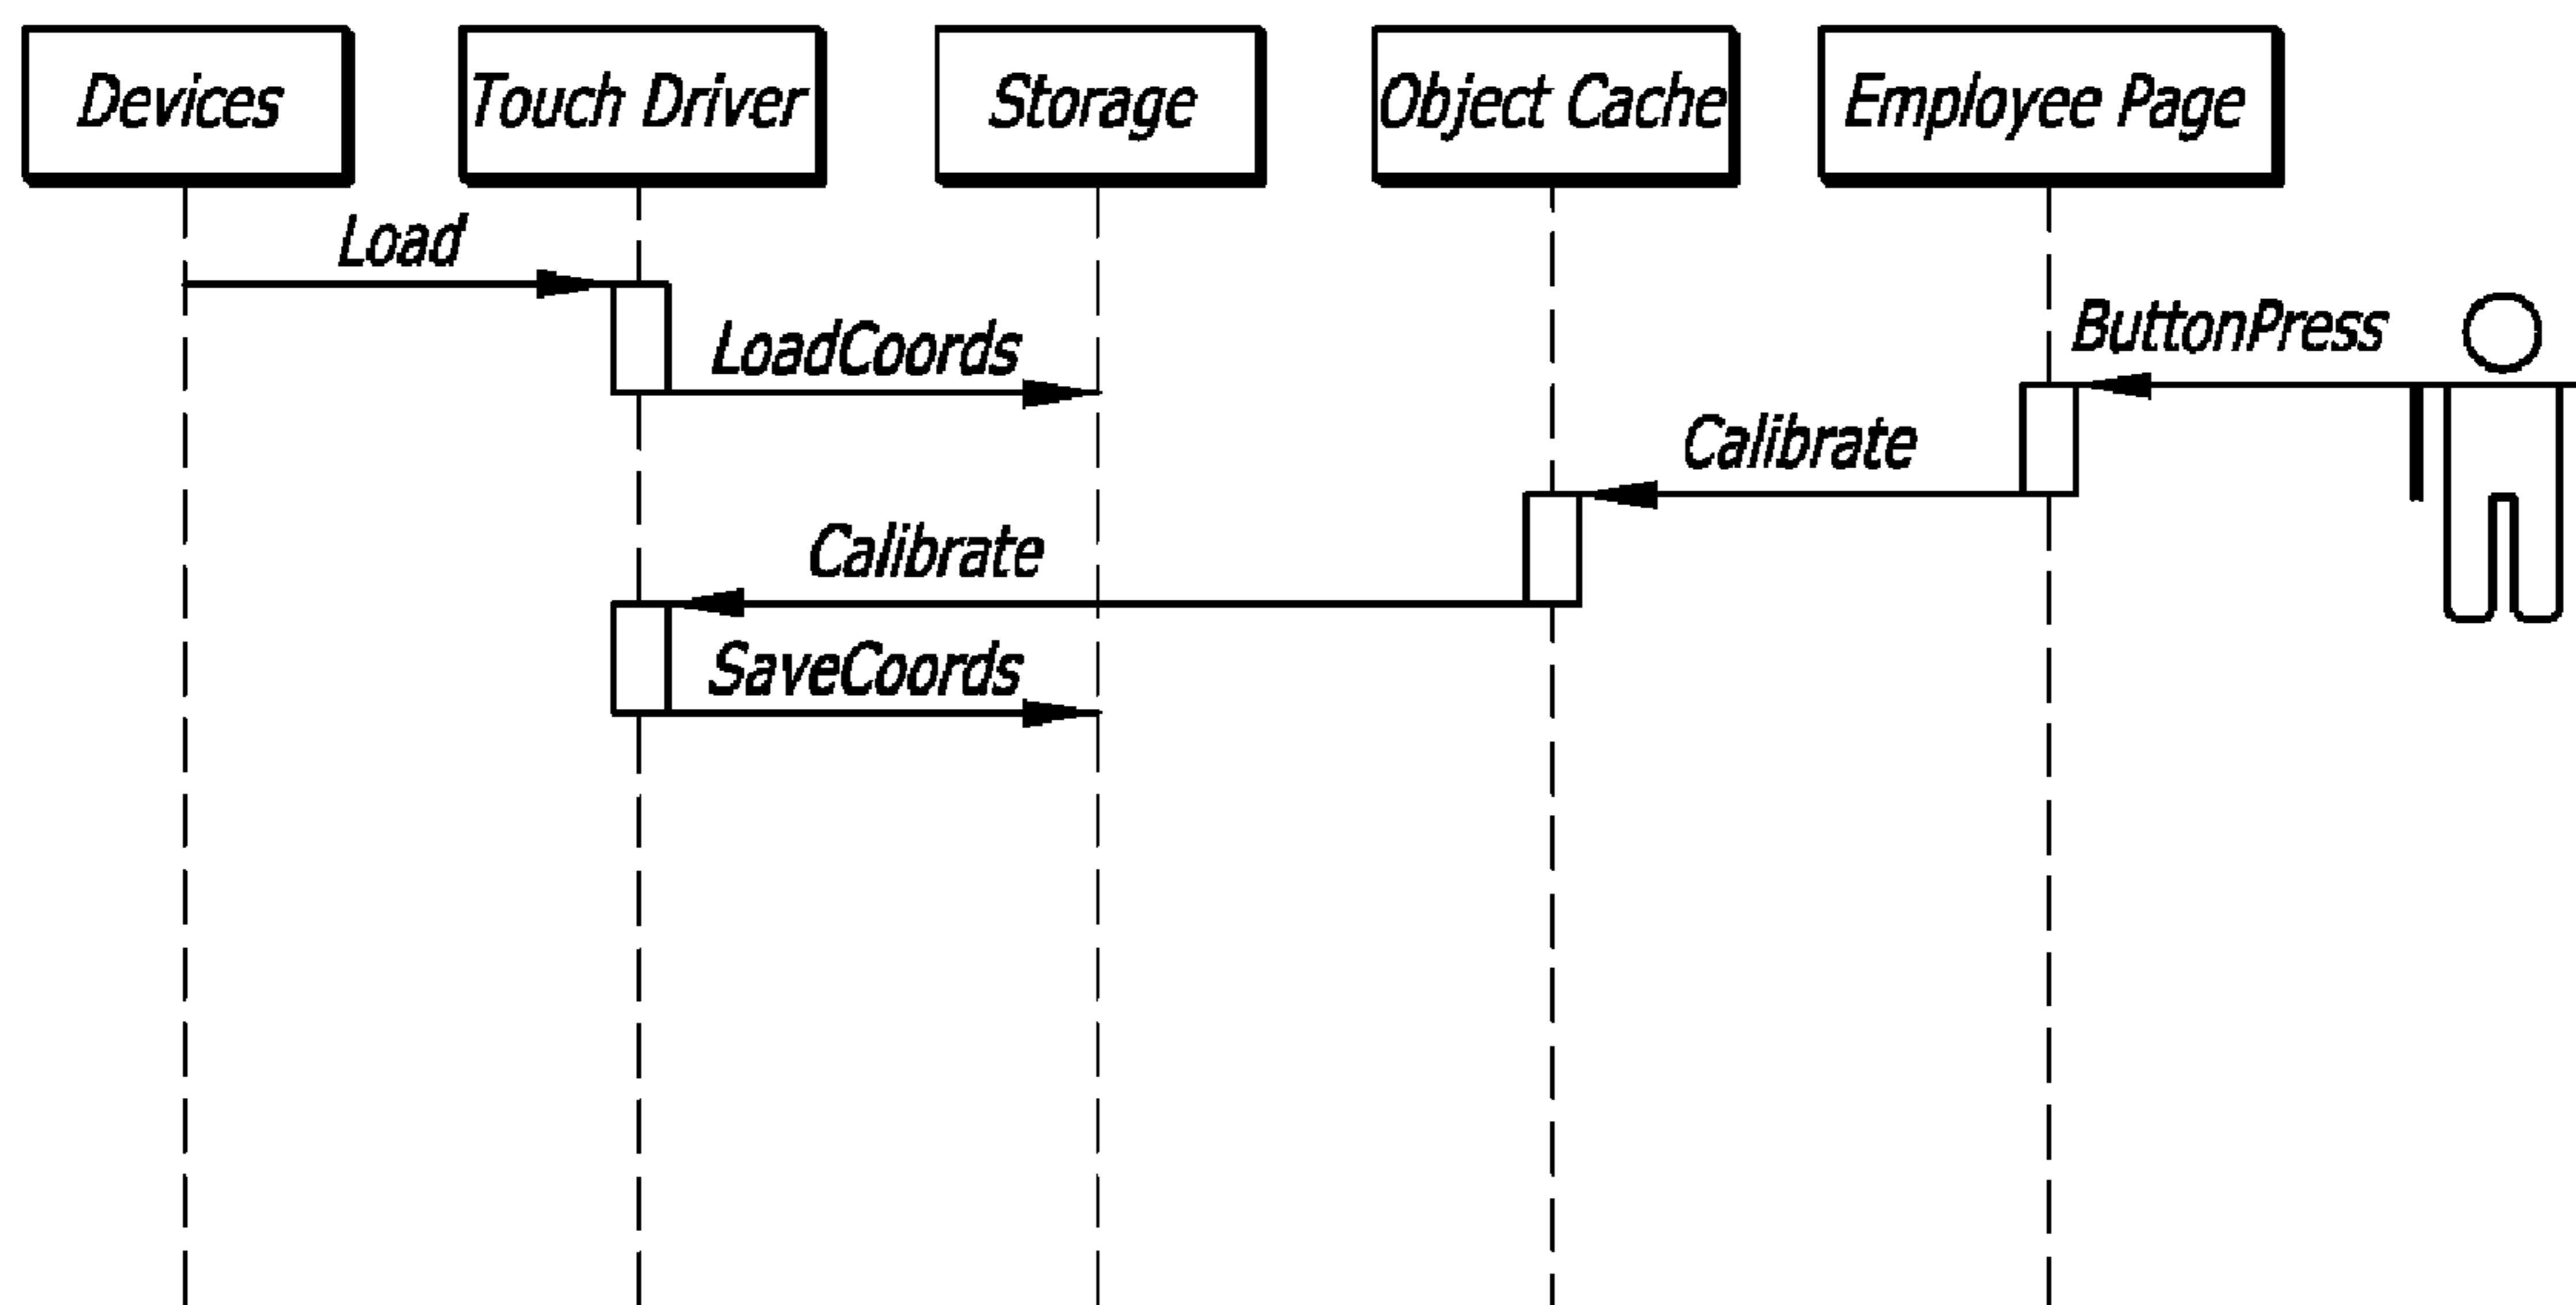 Devices
Touch Driver
Storage
Object Cache
Employee Page
Load
LoadCoords
ButtonPress
Calibrate
Calibrate
SaveCoords